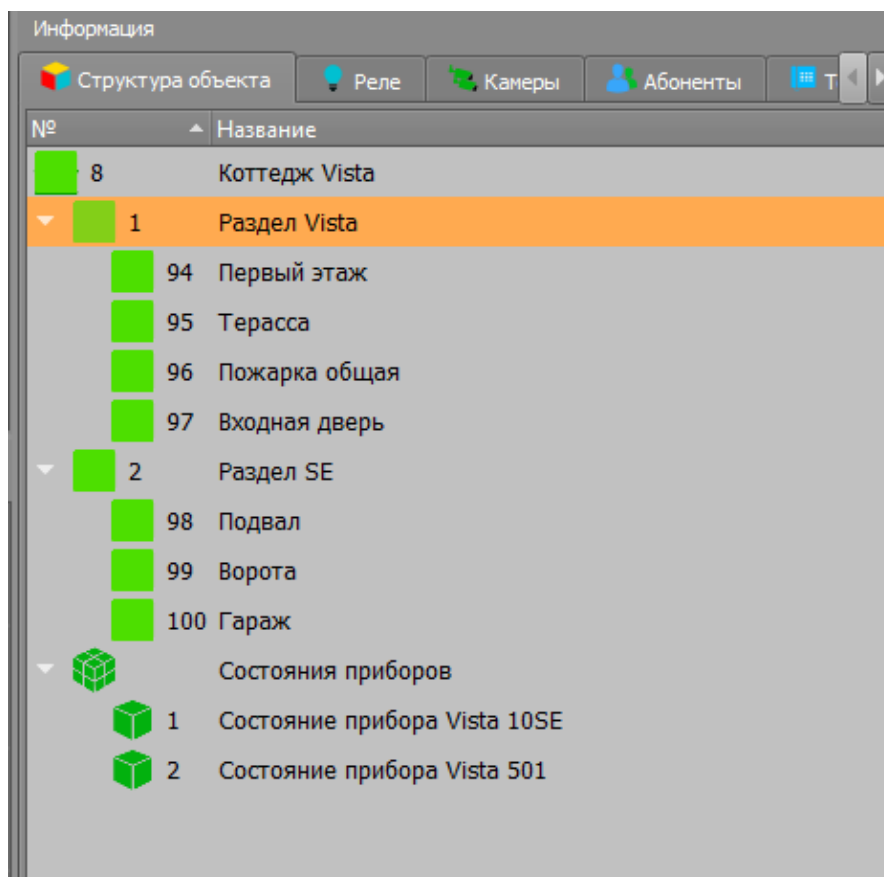 Информация
Структура объекта Реле Камеры Абоненты Т
№ Название
8 Коттедж Vista
1 Раздел Vista
94 Первый этаж
95 Терасса
96 Пожарка общая
97 Входная дверь
2 Раздел SE
98 Подвал
99 Ворота
100 Гараж
Состояния приборов
1 Состояние прибора Vista 10SE
2 Состояние прибора Vista 501